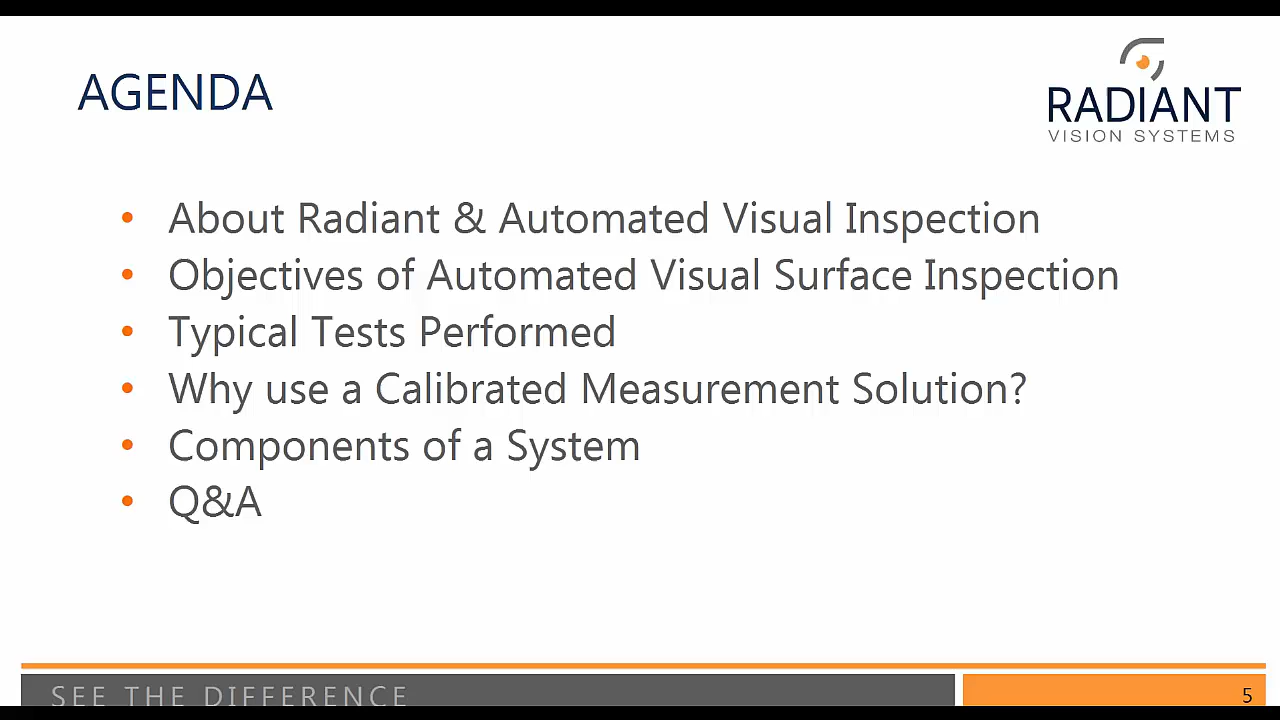 AGENDA
RADIANT
VISION SYSTEMS
• About Radiant & Automated Visual Inspection
• Objectives of Automated Visual Surface Inspection
• Typical Tests Performed
• Why use a Calibrated Measurement Solution?
• Components of a System
• Q&A
SEE THE DIFFERENCE
5